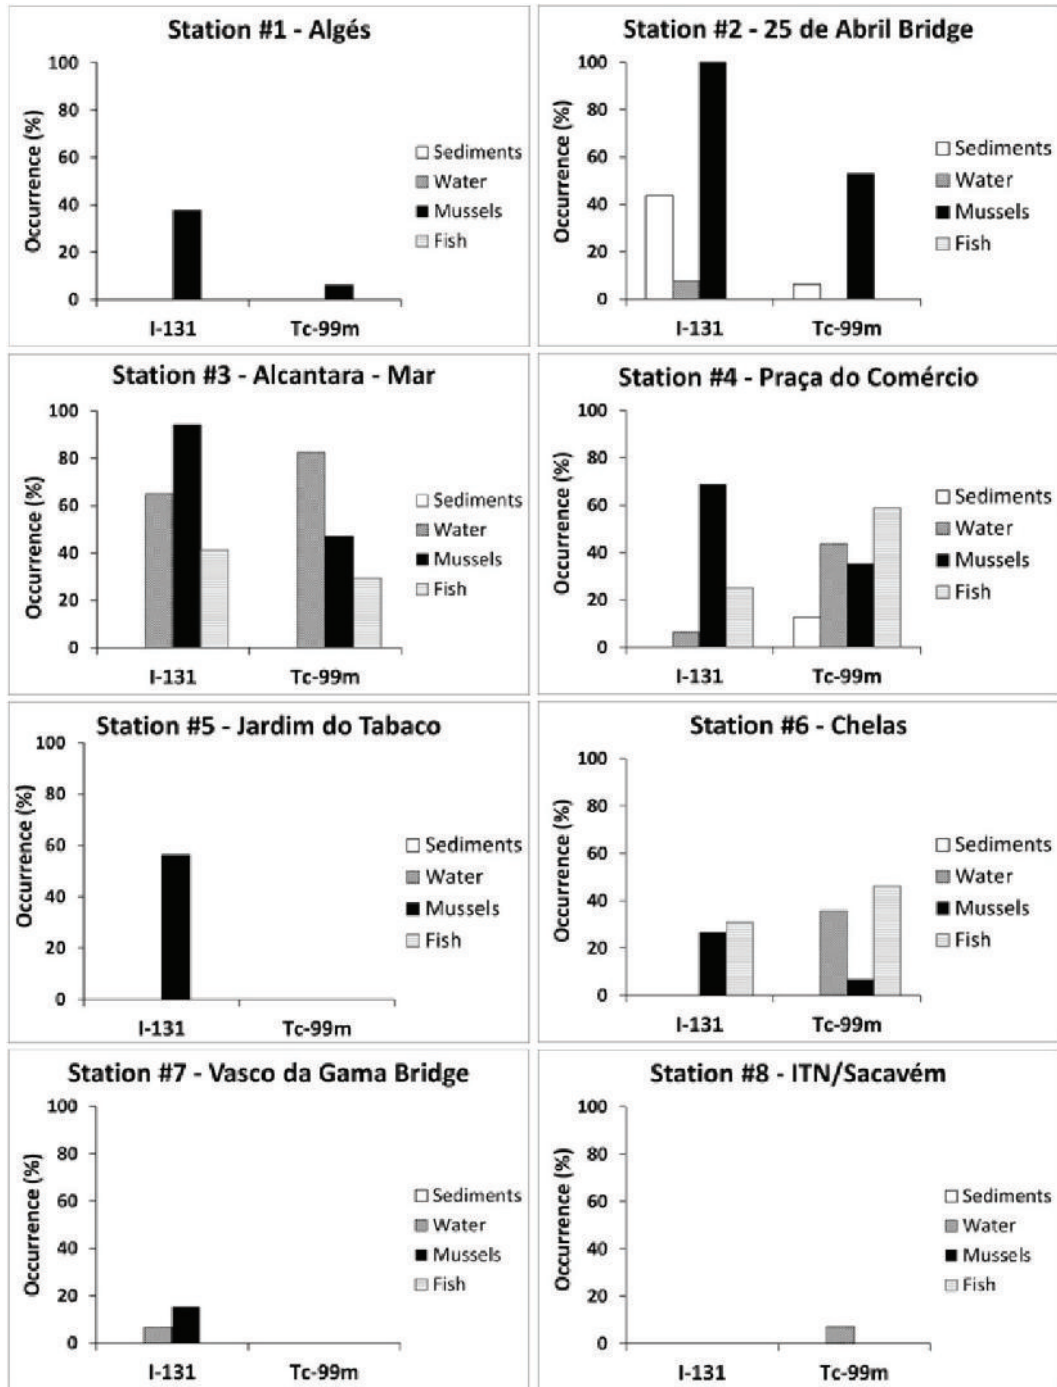 Station #1 - Algés
Occurrence (%)
100
80
60
40
20
0
I-131
Tc-99m
Sediments
Water
Mussels
Fish
Station #2 - 25 de Abril Bridge
Occurrence (%)
100
80
60
40
20
0
I-131
Tc-99m
Sediments
Water
Mussels
Fish
Station #3 - Alcantara - Mar
Occurrence (%)
100
80
60
40
20
0
I-131
Tc-99m
Sediments
Water
Mussels
Fish
Station #4 - Praça do Comércio
Occurrence (%)
100
80
60
40
20
0
I-131
Tc-99m
Sediments
Water
Mussels
Fish
Station #5 - Jardim do Tabaco
Occurrence (%)
100
80
60
40
20
0
I-131
Tc-99m
Sediments
Water
Mussels
Fish
Station #6 - Chelas
Occurrence (%)
100
80
60
40
20
0
I-131
Tc-99m
Sediments
Water
Mussels
Fish
Station #7 - Vasco da Gama Bridge
Occurrence (%)
100
80
60
40
20
0
I-131
Tc-99m
Sediments
Water
Mussels
Fish
Station #8 - ITN/Sacavém
Occurrence (%)
100
80
60
40
20
0
I-131
Tc-99m
Sediments
Water
Mussels
Fish